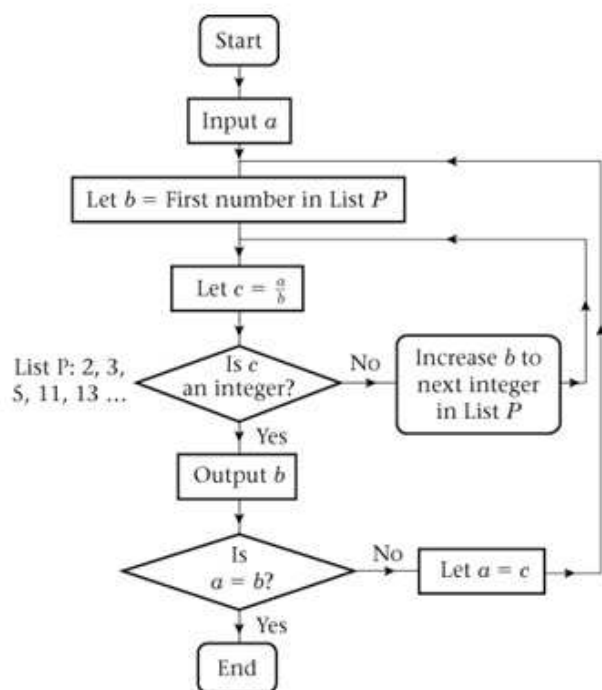 Start
Input a
Let b = First number in List P
Let c = a/b
List P: 2, 3,
5, 11, 13 ...
Is c
an integer?
No
Increase b to
next integer
in List P
Yes
Output b
Is
a = b?
No
Let a = c
Yes
End